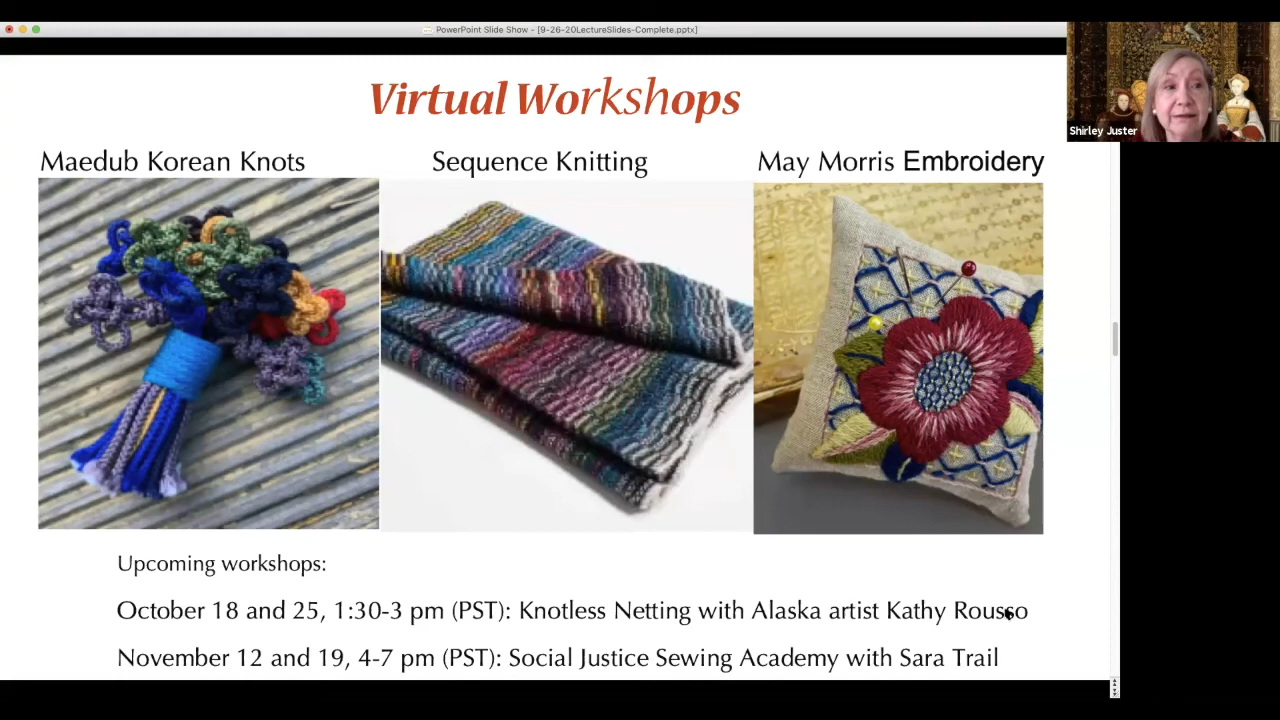 PowerPoint Slide Show - [9-26-20LectureSlides-Complete.pptx]
Virtual Workshops
Shirley Juster
Maedub Korean Knots
Sequence Knitting
May Morris Embroidery
Upcoming workshops:
October 18 and 25, 1:30-3 pm (PST): Knotless Netting with Alaska artist Kathy Rousso
November 12 and 19, 4-7 pm (PST): Social Justice Sewing Academy with Sara Trail